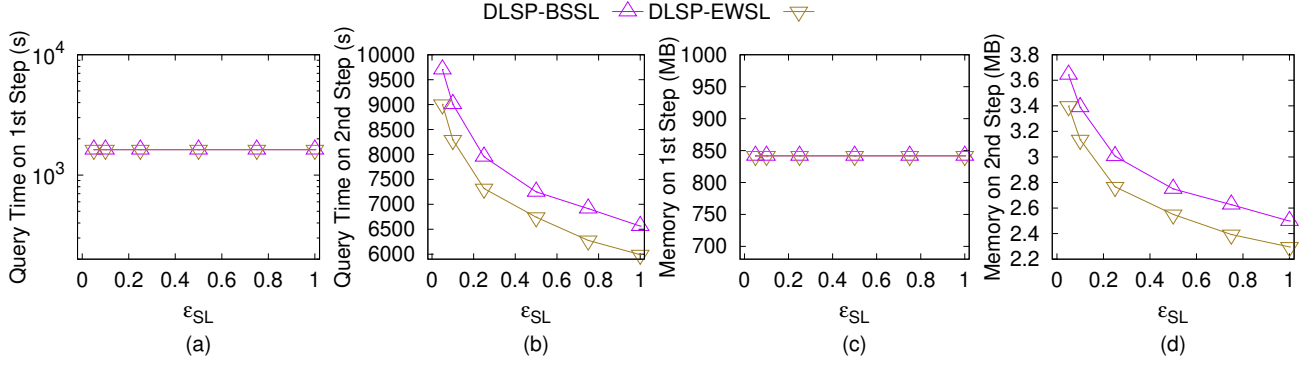 DLSP-BSSL DLSP-EWSL
Query Time on 1st Step (s)
10^4
10^3
0 0.2 0.4 0.6 0.8 1
ε_SL
(a)
Query Time on 2nd Step (s)
10000
9500
9000
8500
8000
7500
7000
6500
6000
0 0.2 0.4 0.6 0.8 1
ε_SL
(b)
Memory on 1st Step (MB)
1000
950
900
850
800
750
700
0 0.2 0.4 0.6 0.8 1
ε_SL
(c)
Memory on 2nd Step (MB)
3.8
3.6
3.4
3.2
3
2.8
2.6
2.4
2.2
0 0.2 0.4 0.6 0.8 1
ε_SL
(d)